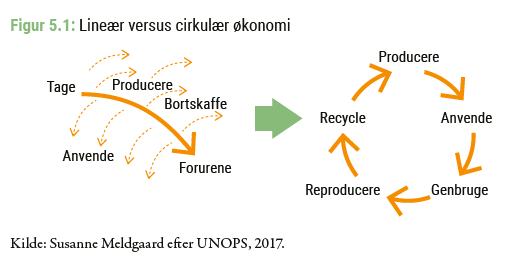 Figur 5.1: Lineær versus cirkulær økonomi
Tage
Producere
Bortskaffe
Anvende
Forurene
Producere
Anvende
Genbruge
Reproducere
Recycle
Kilde: Susanne Meldgaard efter UNOPS, 2017.